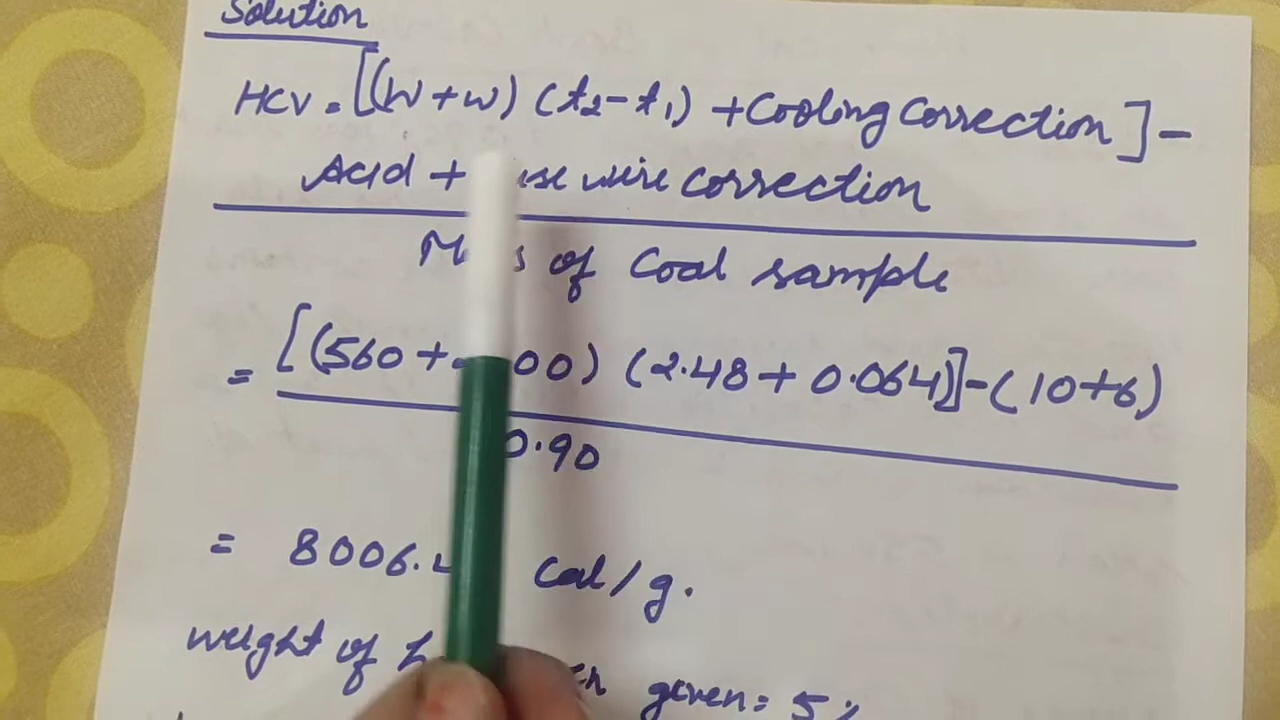 Solution
HCV = [(W + w) (t₂ - t₁) + Cooling Correction] -
Acid + wire correction
of Coal sample
= [(560 + 00) (2.48 + 0.064)] - (10+6)
0.90
= 8006. Cal/g.
weight of given = 5%